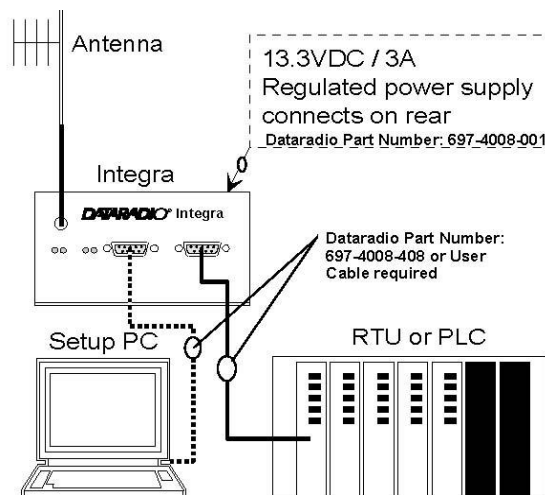 Antenna
13.3VDC / 3A
Regulated power supply
connects on rear
Dataradio Part Number: 697-4008-001
Integra
DATARADIO® Integra
Dataradio Part Number:
697-4008-408 or User
Cable required
Setup PC
RTU or PLC